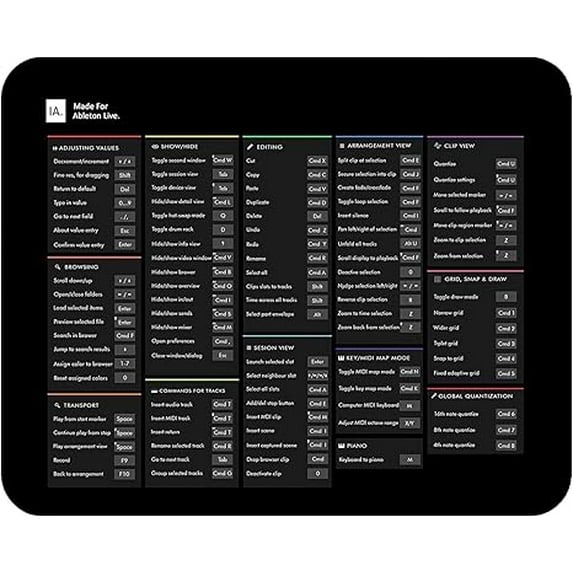 IA.
Made For
Ableton Live.
ADJUSTING VALUES
Decrement/increment
Fine res, for dragging Shift
Return to default Del
Type in value 0...9
Go to next field
About value entry Esc
Confirm value entry Enter
BROWSING
Scroll down/up
Open/close folders
Load selected items Enter
Preview selected file Enter
Search in browser Cmd F
Jump to search results
Assign color to browser 1-7
Reset assigned colors 0
TRANSPORT
Play from start marker Space
Continue play from stop Space
Play arrangement view Space
Record F9
Back to arrangement F10
SHOW/HIDE
Toggle second window Cmd W
Toggle session view Tab
Toggle device view Tab
Hide/show detail view Cmd L
Toggle hot-swap mode Q
Toggle drum rack D
Hide/show info view ?
Hide/show video window Cmd V
Hide/show browser Cmd B
Hide/show overview Cmd O
Hide/show in/out Cmd I
Hide/show sends Cmd S
Hide/show mixer Cmd M
Open preferences Cmd ,
Close window/dialog Esc
COMMANDS FOR TRACKS
Insert audio track Cmd T
Insert MIDI track Cmd T
Insert return Cmd T
Rename selected track Cmd R
Go to next track Tab
Group selected tracks Cmd G
EDITING
Cut Cmd X
Copy Cmd C
Paste Cmd V
Duplicate Cmd D
Delete Del
Undo Cmd Z
Redo Cmd Y
Rename Cmd R
Select all Cmd A
Clips slots to tracks Shift
Time across all tracks Shift
Select part envelope Alt
SESION VIEW
Launch selected slot Enter
Select neighbour slot
Select all slots Cmd A
Add/del stop button Cmd E
Insert MIDI clip Cmd M
Insert scene Cmd I
Insert captured scene Cmd I
Drop browser clip Cmd
Deactivate clip 0
ARRANGEMENT VIEW
Split clip at selection Cmd E
Secure selection into clip Cmd J
Create fade/crossfade Cmd F
Toggle loop selection Cmd F
Insert silence Cmd I
Pan left/right of selection Cmd
Unfold all tracks Alt U
Scroll display to playback Cmd F
Deactive selection 0
Nydge selection left/right
Reverse clip selection R
Zoom to time selection Z
Zoom back from selection Z
KEY/MIDI MAP MODE
Toggle MIDI map mode Cmd N
Toggle key map mode Cmd K
Computer MIDI keyboard M
Adjust MIDI octave range X/Y
PIANO
Keyboard to piano M
CLIP VIEW
Quantize Cmd U
Quantize settings Cmd U
Move selected marker
Scroll to follow playback Cmd F
Move clip region marker
Zoom to clip selection Z
Zoom from selection Z
GRID, SNAP & DRAW
Toggle draw mode B
Narrow grid Cmd 1
Wider grid Cmd 2
Triplet grid Cmd 3
Snap to grid Cmd 4
Fixed adaptive grid Cmd 5
GLOBAL QUANTIZATION
16th note quantize Cmd 6
8th note quantize Cmd 7
4th note quantize Cmd 8